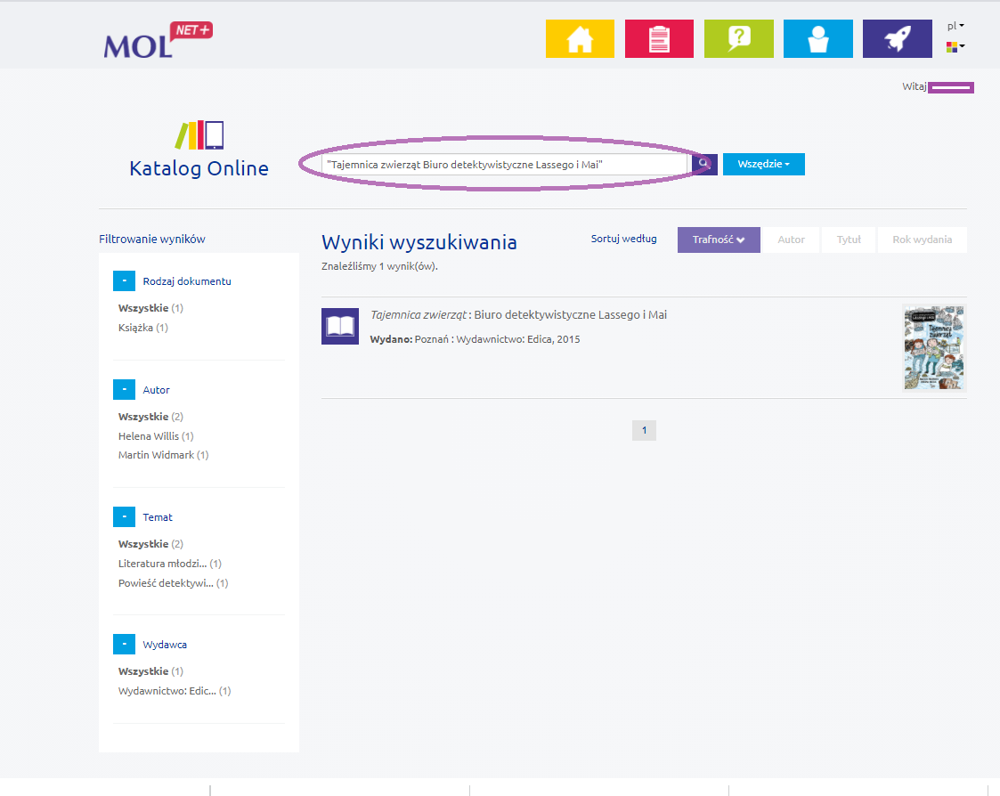 MOL NET+
pl
Witaj
Katalog Online
"Tajemnica zwierząt Biuro detektywistyczne Lassego i Mai"
Wszędzie
Filtrowanie wyników
- Rodzaj dokumentu
Wszystkie (1)
Książka (1)
- Autor
Wszystkie (2)
Helena Willis (1)
Martin Widmark (1)
- Temat
Wszystkie (2)
Literatura młodzi... (1)
Powieść detektywi... (1)
- Wydawca
Wszystkie (1)
Wydawnictwo: Edic... (1)
Wyniki wyszukiwania
Znaleźliśmy 1 wynik(ów).
Sortuj według
Trafność
Autor
Tytuł
Rok wydania
Tajemnica zwierząt : Biuro detektywistyczne Lassego i Mai
Wydano: Poznań : Wydawnictwo: Edica, 2015
Tajemnica
zwierząt
1